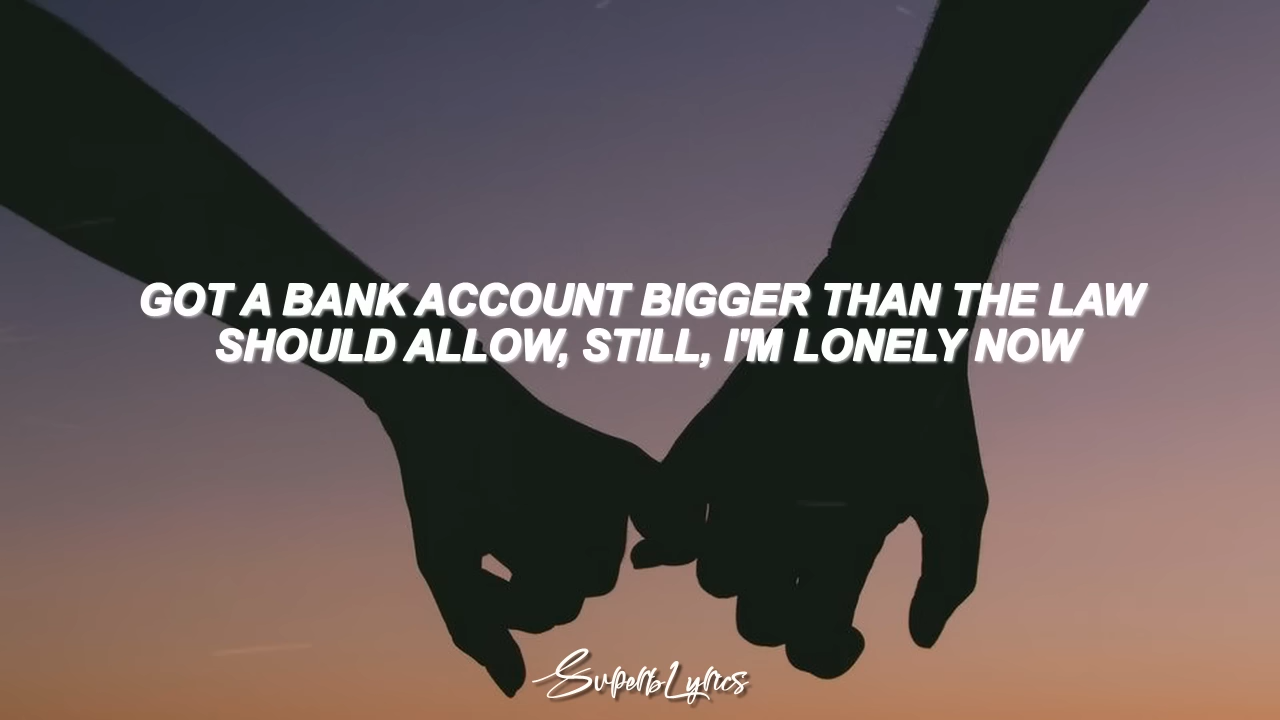 GOT A BANK ACCOUNT BIGGER THAN THE LAW
SHOULD ALLOW, STILL, I'M LONELY NOW
SuperbLyrics